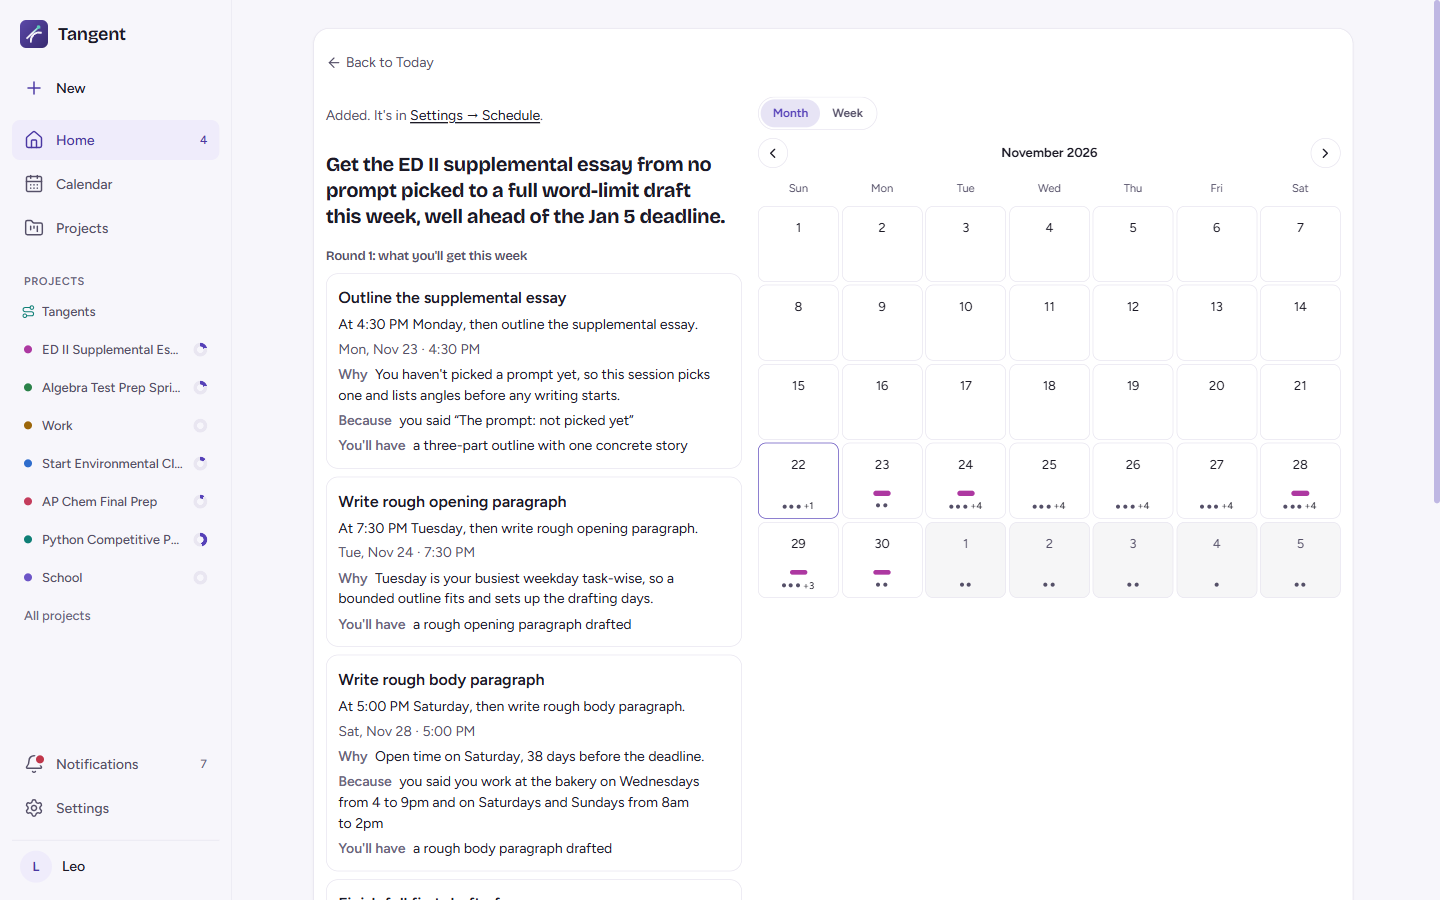 Tangent
New
Home 4
Calendar
Projects
PROJECTS
Tangents
ED II Supplemental Es...
Algebra Test Prep Spri...
Work
Start Environmental Cl...
AP Chem Final Prep
Python Competitive P...
School
All projects
Notifications 7
Settings
L Leo
Back to Today
Added. It's in Settings → Schedule.
Get the ED II supplemental essay from no
prompt picked to a full word-limit draft
this week, well ahead of the Jan 5 deadline.
Round 1: what you'll get this week
Outline the supplemental essay
At 4:30 PM Monday, then outline the supplemental essay.
Mon, Nov 23 · 4:30 PM
Why You haven't picked a prompt yet, so this session picks
one and lists angles before any writing starts.
Because you said “The prompt: not picked yet”
You'll have a three-part outline with one concrete story
Write rough opening paragraph
At 7:30 PM Tuesday, then write rough opening paragraph.
Tue, Nov 24 · 7:30 PM
Why Tuesday is your busiest weekday task-wise, so a
bounded outline fits and sets up the drafting days.
You'll have a rough opening paragraph drafted
Write rough body paragraph
At 5:00 PM Saturday, then write rough body paragraph.
Sat, Nov 28 · 5:00 PM
Why Open time on Saturday, 38 days before the deadline.
Because you said you work at the bakery on Wednesdays
from 4 to 9pm and on Saturdays and Sundays from 8am
to 2pm
You'll have a rough body paragraph drafted
Month Week
November 2026
Sun Mon Tue Wed Thu Fri Sat
1 2 3 4 5 6 7
8 9 10 11 12 13 14
15 16 17 18 19 20 21
22 23 24 25 26 27 28
+1 +4 +4 +4 +4 +4
29 30 1 2 3 4 5
+3